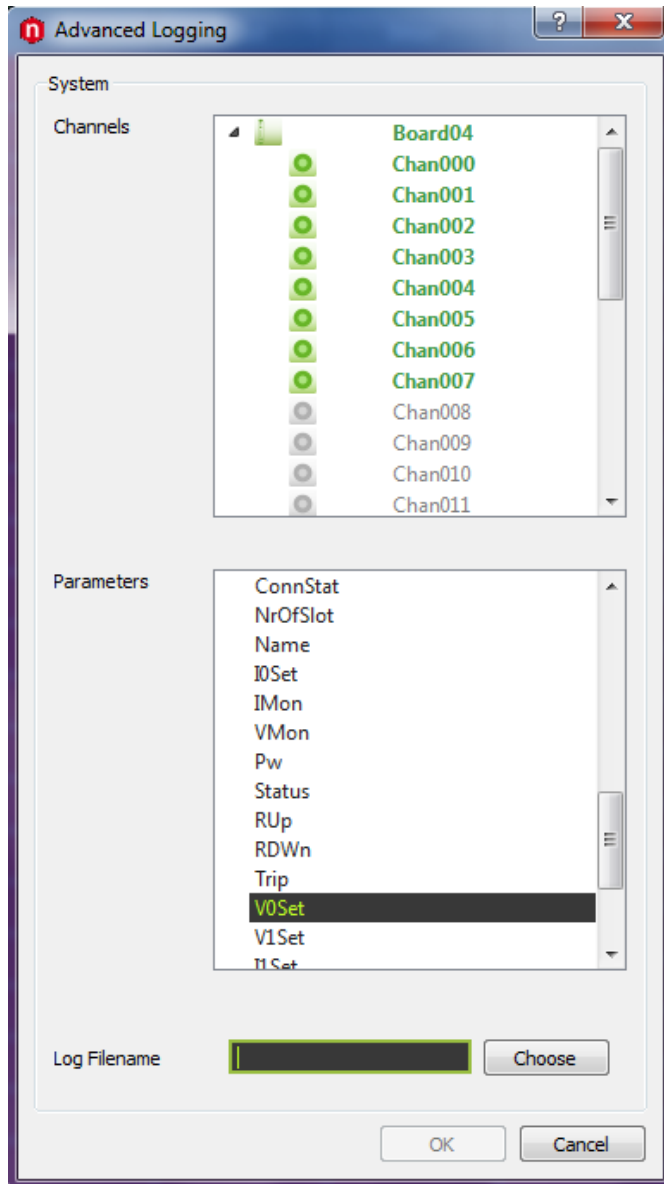 Advanced Logging
System
Channels
Board04
Chan000
Chan001
Chan002
Chan003
Chan004
Chan005
Chan006
Chan007
Chan008
Chan009
Chan010
Chan011
Parameters
ConnStat
NrOfSlot
Name
I0Set
IMon
VMon
Pw
Status
RUp
RDWn
Trip
V0Set
V1Set
I1Set
Log Filename
Choose
OK
Cancel